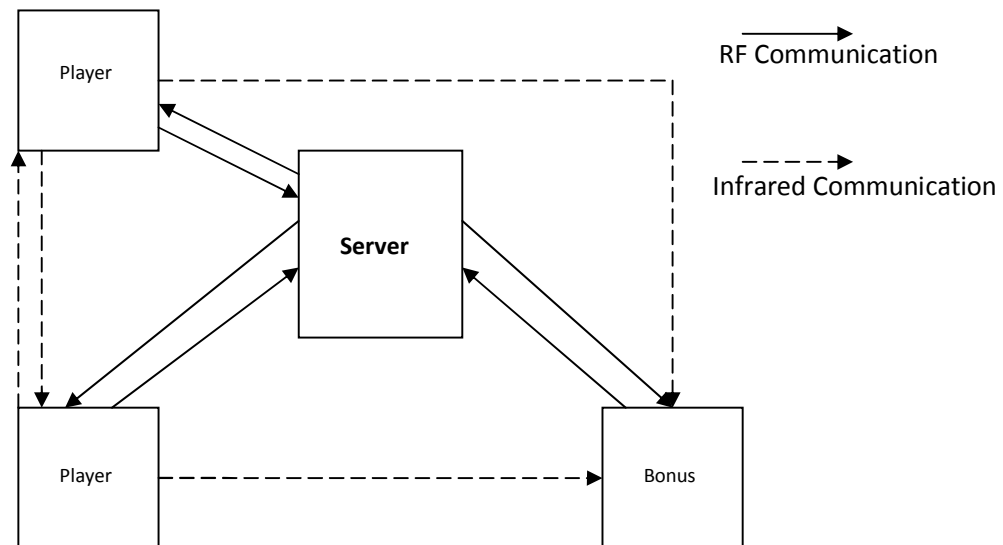 Player
RF Communication
Infrared Communication
Server
Player
Bonus